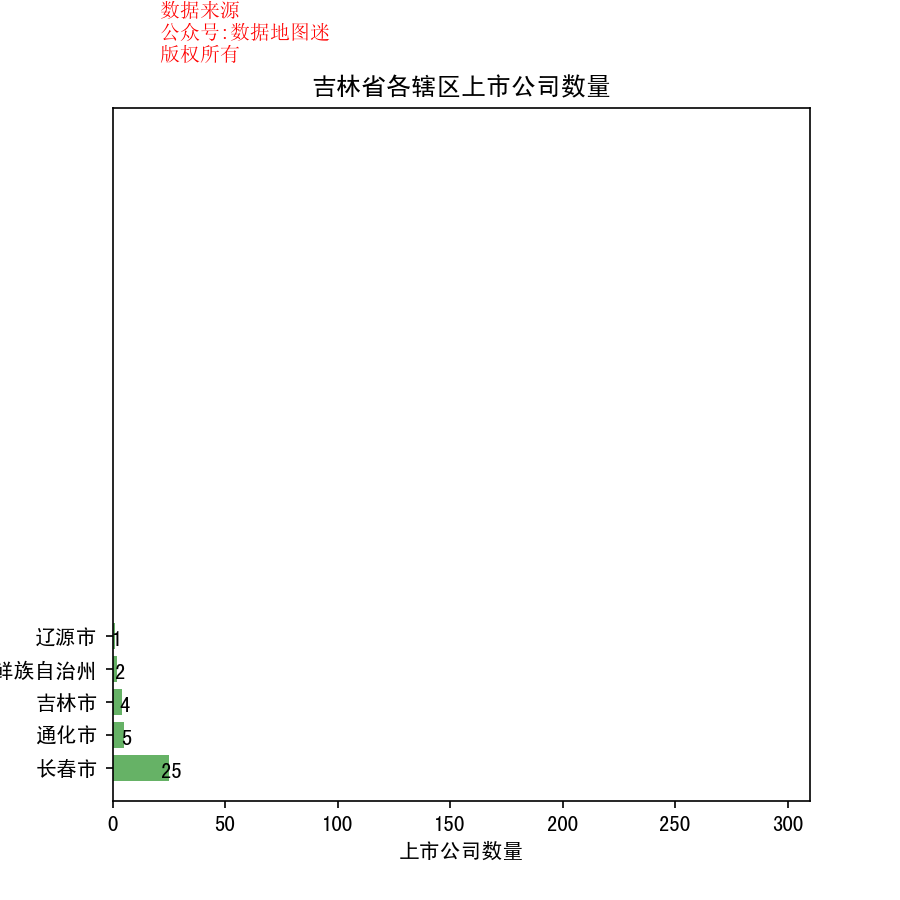 数据来源
公众号:数据地图迷
版权所有
吉林省各辖区上市公司数量
辽源市 1
鲜族自治州 2
吉林市 4
通化市 5
长春市 25
0 50 100 150 200 250 300
上市公司数量